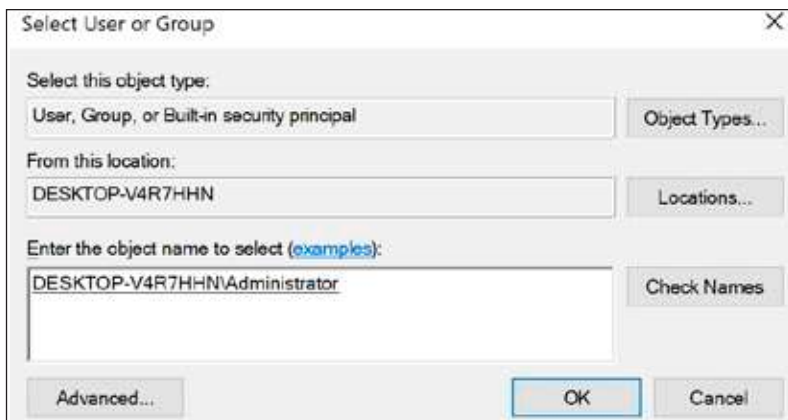 Select User or Group
Select this object type:
User, Group, or Built-in security principal
Object Types...
From this location:
DESKTOP-V4R7HHN
Locations...
Enter the object name to select (examples):
DESKTOP-V4R7HHN\Administrator
Check Names
Advanced...
OK
Cancel